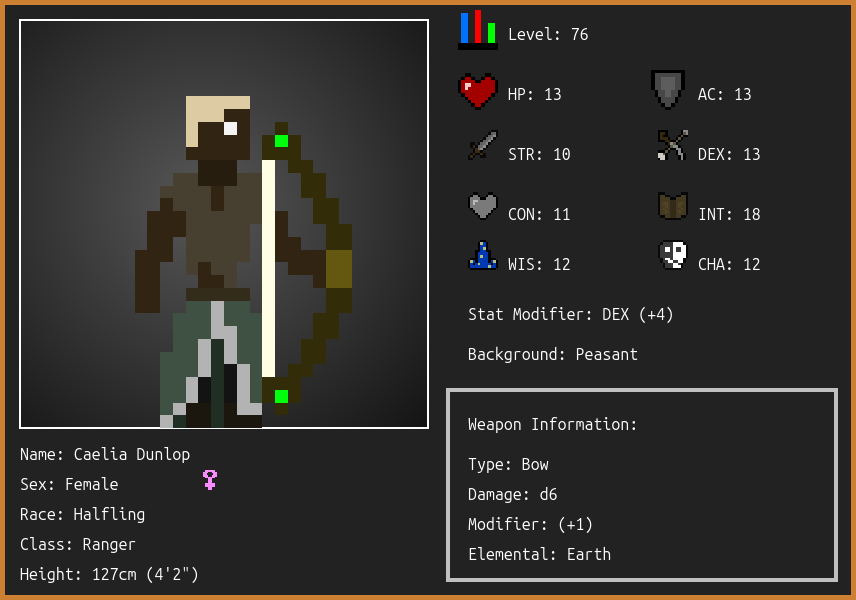 Level: 76
HP: 13
AC: 13
STR: 10
DEX: 13
CON: 11
INT: 18
WIS: 12
CHA: 12
Stat Modifier: DEX (+4)
Background: Peasant
Weapon Information:
Type: Bow
Damage: d6
Modifier: (+1)
Elemental: Earth
Name: Caelia Dunlop
Sex: Female
Race: Halfling
Class: Ranger
Height: 127cm (4'2")